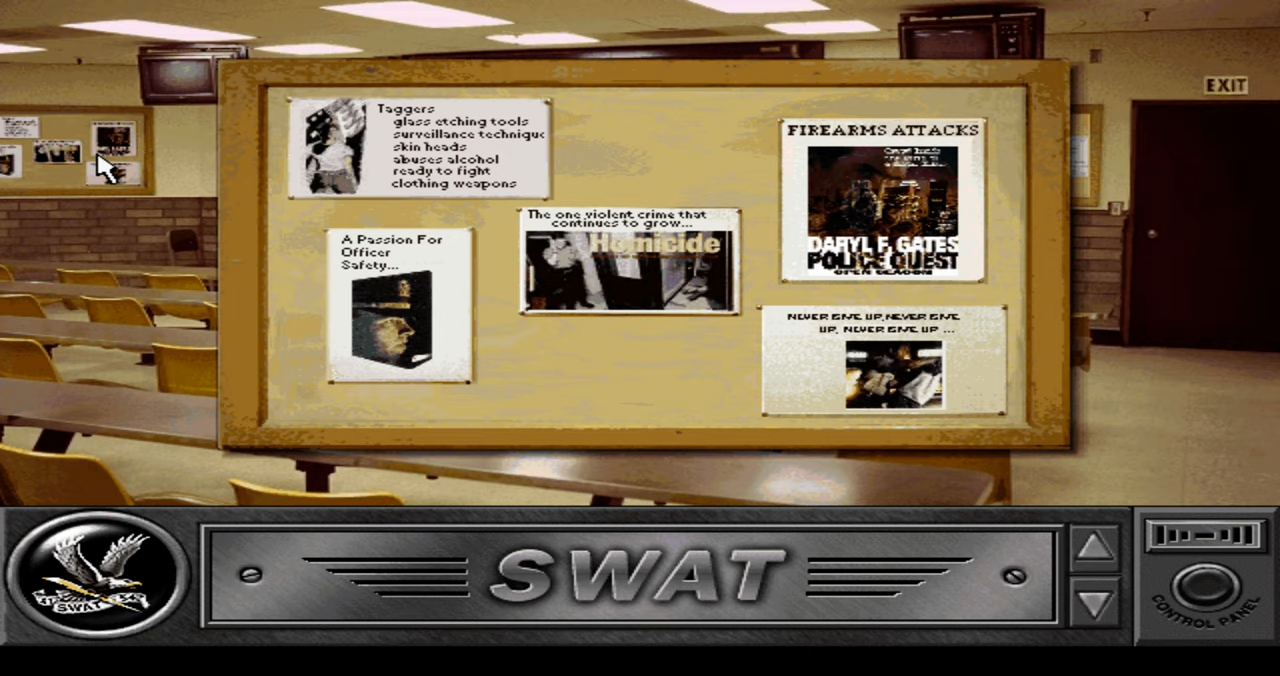 EXIT
Taggers
glass etching tools
surveillance techniqu
skin heads
abuses alcohol
ready to fight
clothing weapons
FIREARMS ATTACKS
DARYL F. GATES
POLICE QUEST
OPEN SEASON
The one violent crime that
continues to grow...
Homicide
A Passion For
Officer
Safety...
NEVER GIVE UP, NEVER GIVE
UP, NEVER GIVE UP ...
SWAT
SWAT
CONTROL PANEL